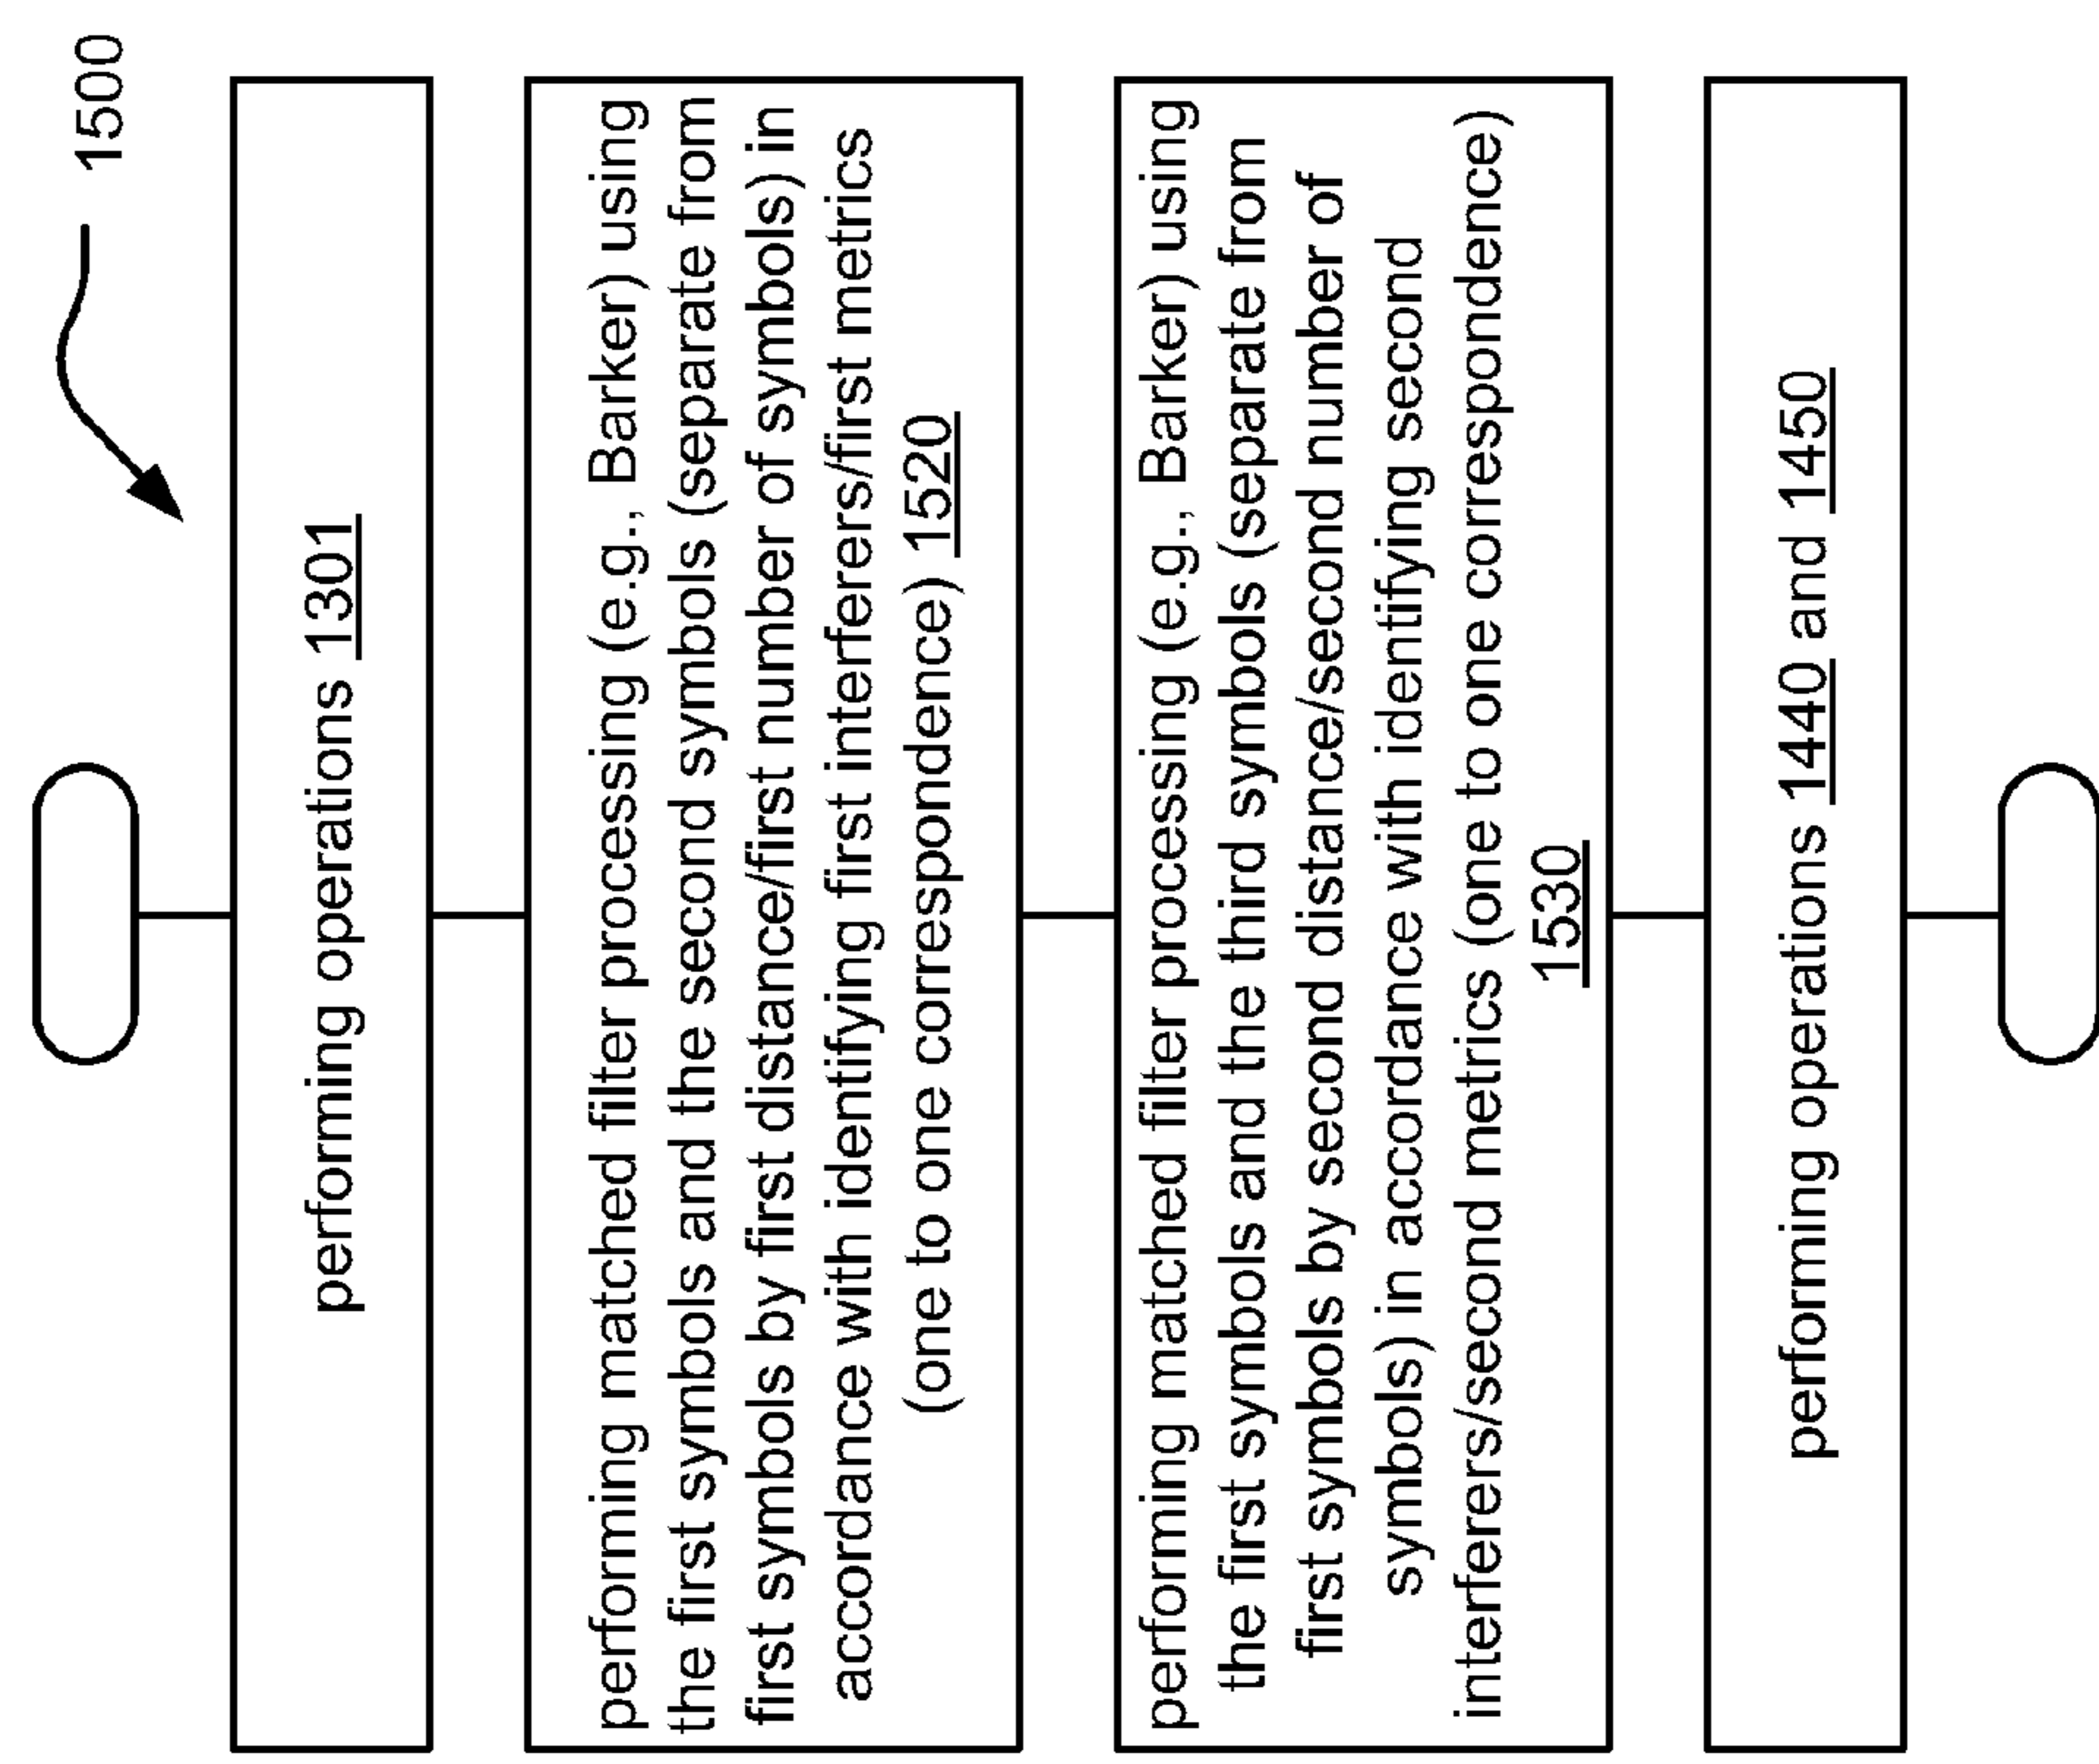 1500
performing operations 1301
performing matched filter processing (e.g., Barker) using
the first symbols and the second symbols (separate from
first symbols by first distance/first number of symbols) in
accordance with identifying first interferers/first metrics
(one to one correspondence) 1520
performing matched filter processing (e.g., Barker) using
the first symbols and the third symbols (separate from
first symbols by second distance/second number of
symbols) in accordance with identifying second
interferers/second metrics (one to one correspondence)
1530
performing operations 1440 and 1450